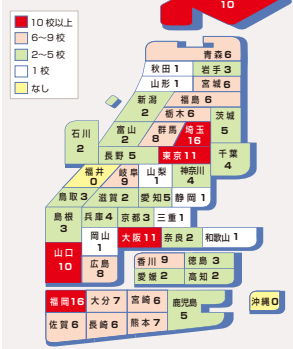 10
10校以上
6～9校
2～5校
1校
なし
青森6
秋田1 岩手3
山形1 宮城6
新潟2 福島6
石川2 富山2 群馬8 栃木6 埼玉16 茨城5
長野5 東京11 千葉4
福井0 岐阜9 山梨1 神奈川4
鳥取3 滋賀2 愛知5 静岡1
島根3 兵庫4 京都3 三重1
山口10 岡山1 大阪11 奈良2 和歌山1
広島8 香川9 徳島3
愛媛2 高知2
福岡16 大分7 宮崎6 鹿児島5 沖縄0
佐賀6 長崎6 熊本7